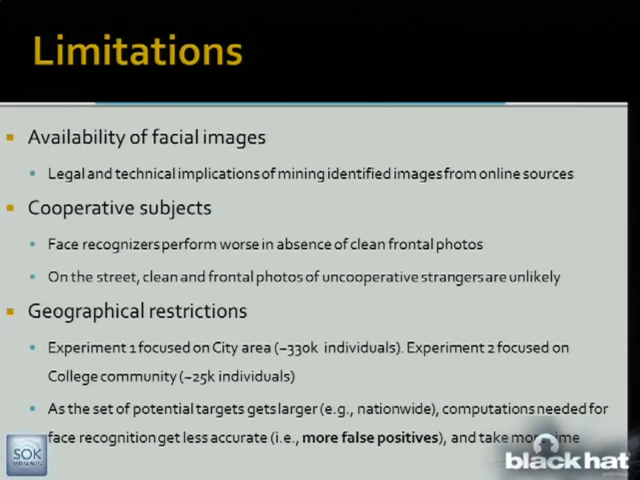 Limitations
Availability of facial images
Legal and technical implications of mining identified images from online sources
Cooperative subjects
Face recognizers perform worse in absence of clean frontal photos
On the street, clean and frontal photos of uncooperative strangers are unlikely
Geographical restrictions
Experiment 1 focused on City area (~330k individuals). Experiment 2 focused on
College community (~25k individuals)
As the set of potential targets gets larger (e.g., nationwide), computations needed for
face recognition get less accurate (i.e., more false positives), and take more time
SOK
black hat